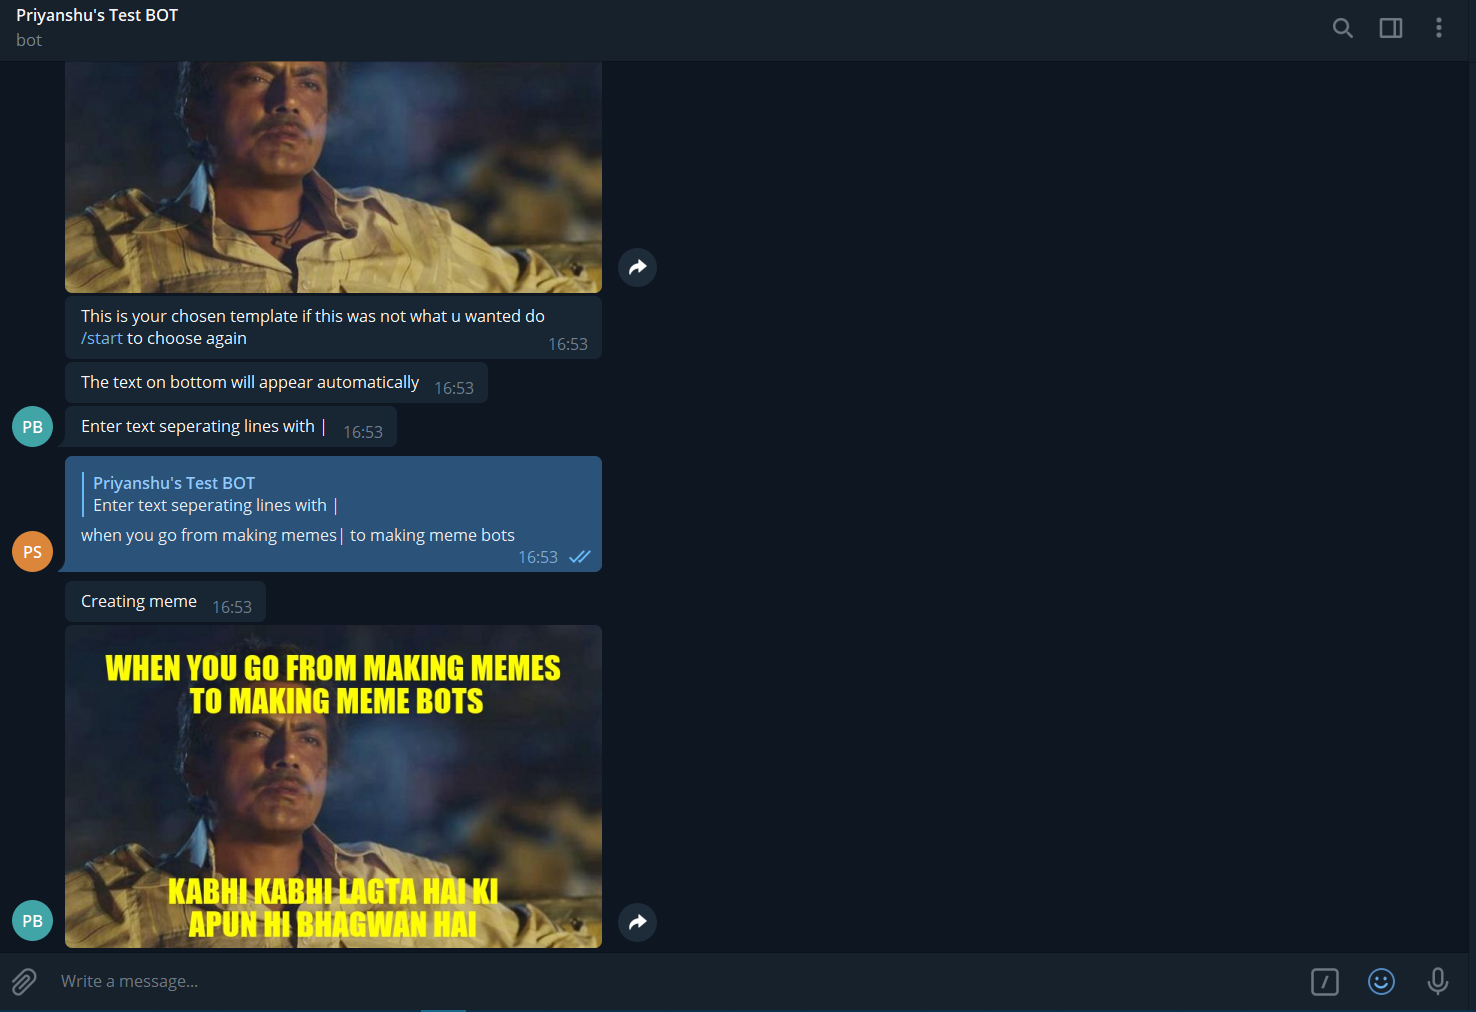 Priyanshu's Test BOT
bot
This is your chosen template if this was not what u wanted do
/start to choose again
16:53
The text on bottom will appear automatically 16:53
PB
Enter text seperating lines with | 16:53
Priyanshu's Test BOT
Enter text seperating lines with |
when you go from making memes| to making meme bots
PS
16:53
Creating meme 16:53
WHEN YOU GO FROM MAKING MEMES
TO MAKING MEME BOTS
KABHI KABHI LAGTA HAI KI
APUN HI BHAGWAN HAI
PB
Write a message...